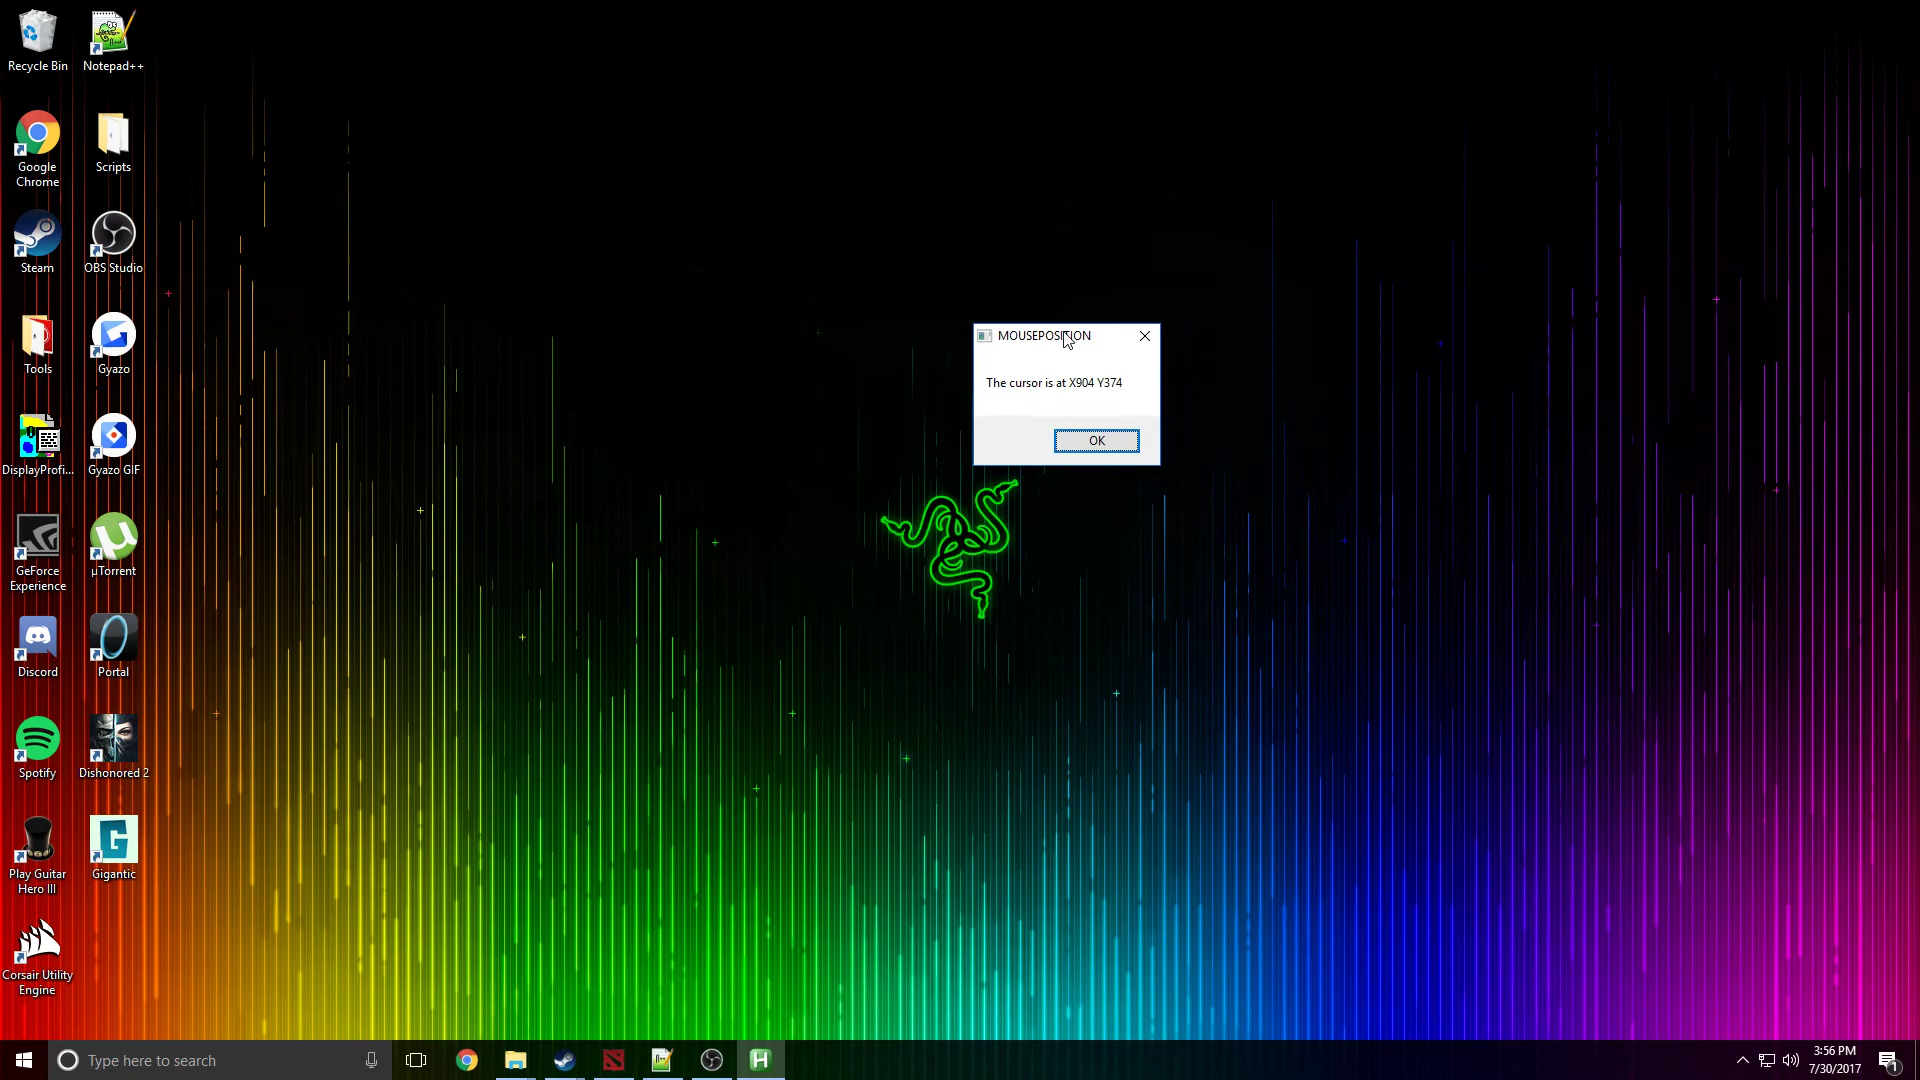 Recycle Bin
Notepad++
Google
Chrome
Scripts
Steam
OBS Studio
Tools
Gyazo
DisplayProfi...
Gyazo GIF
GeForce
Experience
µTorrent
Discord
Portal
Spotify
Dishonored 2
Play Guitar
Hero III
Gigantic
Corsair Utility
Engine
MOUSEPOSITION
The cursor is at X904 Y374
OK
Type here to search
3:56 PM
7/30/2017
1